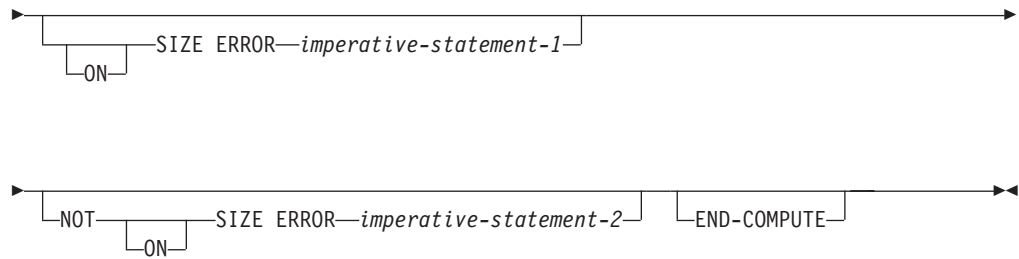 SIZE ERROR imperative-statement-1
ON
NOT SIZE ERROR imperative-statement-2 END-COMPUTE
ON